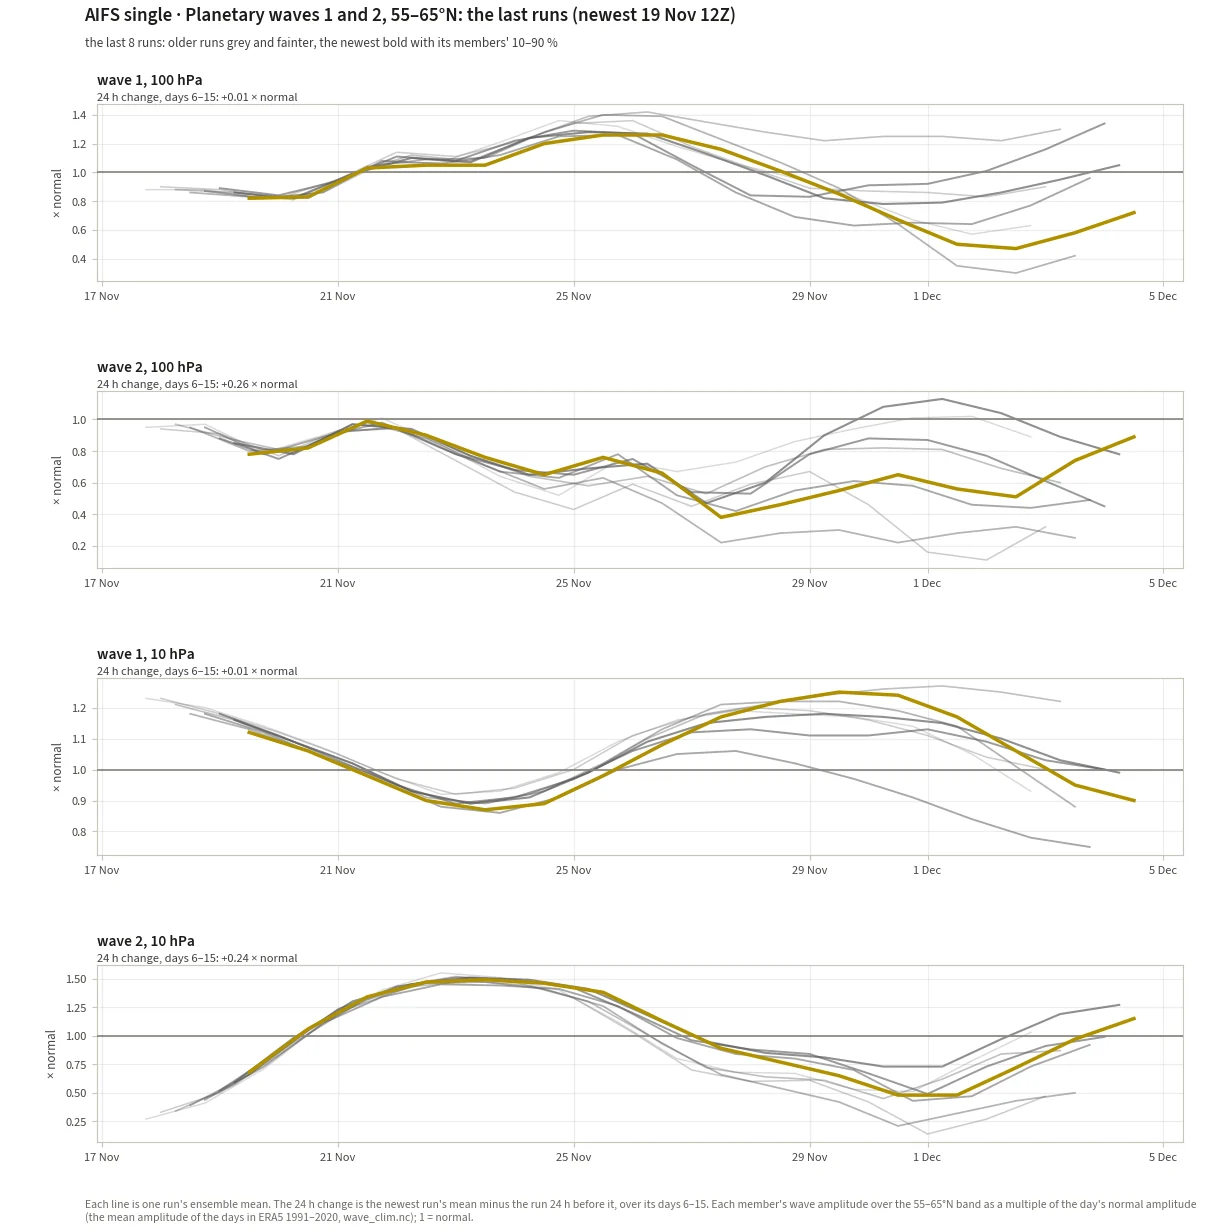 AIFS single · Planetary waves 1 and 2, 55–65°N: the last runs (newest 19 Nov 12Z)
the last 8 runs: older runs grey and fainter, the newest bold with its members' 10–90 %
wave 1, 100 hPa
24 h change, days 6–15: +0.01 × normal
1.4
1.2
1.0
0.8
0.6
0.4
× normal
17 Nov 21 Nov 25 Nov 29 Nov 1 Dec 5 Dec
wave 2, 100 hPa
24 h change, days 6–15: +0.26 × normal
1.0
0.8
0.6
0.4
0.2
× normal
17 Nov 21 Nov 25 Nov 29 Nov 1 Dec 5 Dec
wave 1, 10 hPa
24 h change, days 6–15: +0.01 × normal
1.2
1.1
1.0
0.9
0.8
× normal
17 Nov 21 Nov 25 Nov 29 Nov 1 Dec 5 Dec
wave 2, 10 hPa
24 h change, days 6–15: +0.24 × normal
1.50
1.25
1.00
0.75
0.50
0.25
× normal
17 Nov 21 Nov 25 Nov 29 Nov 1 Dec 5 Dec
Each line is one run's ensemble mean. The 24 h change is the newest run's mean minus the run 24 h before it, over its days 6–15. Each member's wave amplitude over the 55–65°N band as a multiple of the day's normal amplitude
(the mean amplitude of the days in ERA5 1991–2020, wave_clim.nc); 1 = normal.